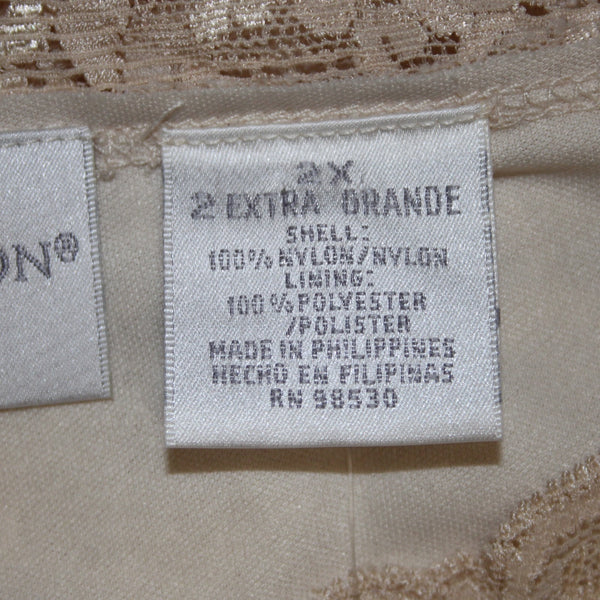 ON®
2X
2 EXTRA GRANDE
SHELL:
100% NYLON/NYLON
LINING:
100% POLYESTER
/POLISTER
MADE IN PHILIPPINES
HECHO EN FILIPINAS
RN 98530